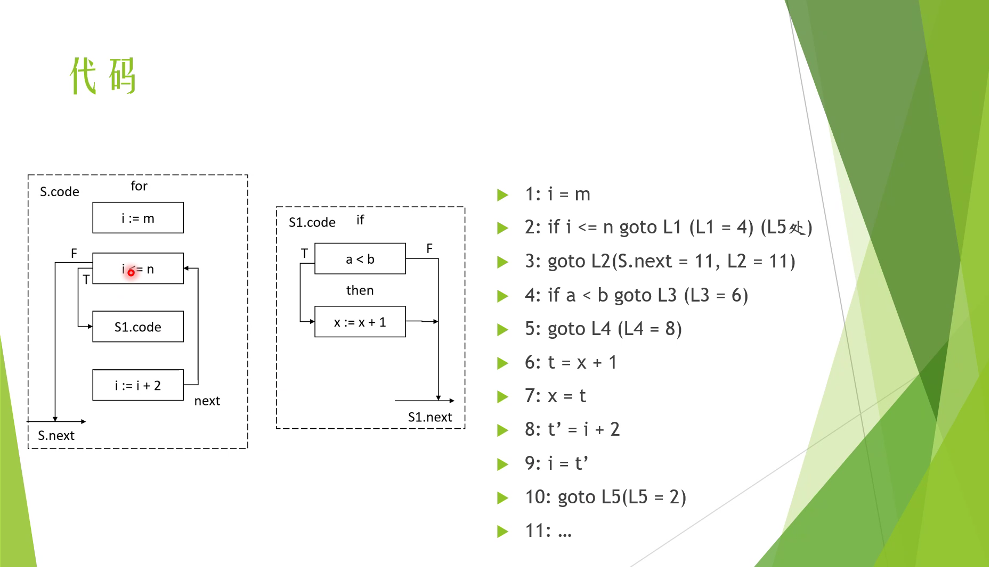 代 码
S.code
for
i := m
F
i <= n
T
S1.code
i := i + 2
next
S.next
S1.code
if
T
a < b
F
then
x := x + 1
S1.next
1: i = m
2: if i <= n goto L1 (L1 = 4) (L5处)
3: goto L2(S.next = 11, L2 = 11)
4: if a < b goto L3 (L3 = 6)
5: goto L4 (L4 = 8)
6: t = x + 1
7: x = t
8: t’ = i + 2
9: i = t’
10: goto L5(L5 = 2)
11: …